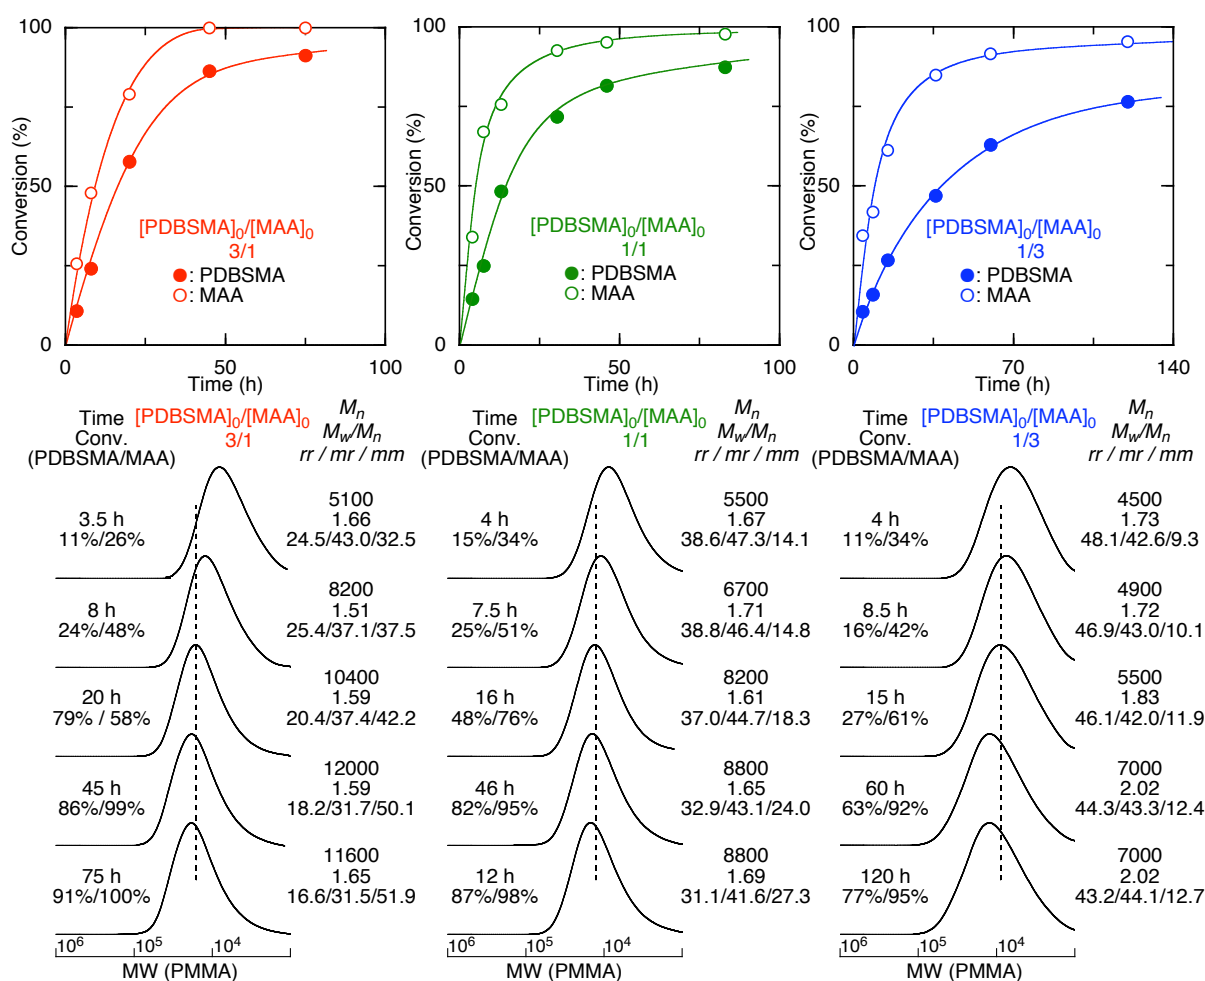 100
50
0
Conversion (%)
[PDBSMA]0/[MAA]0
3/1
●: PDBSMA
○: MAA
0 50 100
Time (h)
100
50
0
Conversion (%)
[PDBSMA]0/[MAA]0
1/1
●: PDBSMA
○: MAA
0 50 100
Time (h)
100
50
0
Conversion (%)
[PDBSMA]0/[MAA]0
1/3
●: PDBSMA
○: MAA
0 70 140
Time (h)
Time
Conv.
(PDBSMA/MAA)
[PDBSMA]0/[MAA]0
3/1
Mn
Mw/Mn
rr / mr / mm
3.5 h
11%/26%
5100
1.66
24.5/43.0/32.5
8 h
24%/48%
8200
1.51
25.4/37.1/37.5
20 h
79% / 58%
10400
1.59
20.4/37.4/42.2
45 h
86%/99%
12000
1.59
18.2/31.7/50.1
75 h
91%/100%
11600
1.65
16.6/31.5/51.9
10^6 10^5 10^4
MW (PMMA)
Time
Conv.
(PDBSMA/MAA)
[PDBSMA]0/[MAA]0
1/1
Mn
Mw/Mn
rr / mr / mm
4 h
15%/34%
5500
1.67
38.6/47.3/14.1
7.5 h
25%/51%
6700
1.71
38.8/46.4/14.8
16 h
48%/76%
8200
1.61
37.0/44.7/18.3
46 h
82%/95%
8800
1.65
32.9/43.1/24.0
12 h
87%/98%
8800
1.69
31.1/41.6/27.3
10^6 10^5 10^4
MW (PMMA)
Time
Conv.
(PDBSMA/MAA)
[PDBSMA]0/[MAA]0
1/3
Mn
Mw/Mn
rr / mr / mm
4 h
11%/34%
4500
1.73
48.1/42.6/9.3
8.5 h
16%/42%
4900
1.72
46.9/43.0/10.1
15 h
27%/61%
5500
1.83
46.1/42.0/11.9
60 h
63%/92%
7000
2.02
44.3/43.3/12.4
120 h
77%/95%
7000
2.02
43.2/44.1/12.7
10^6 10^5 10^4
MW (PMMA)